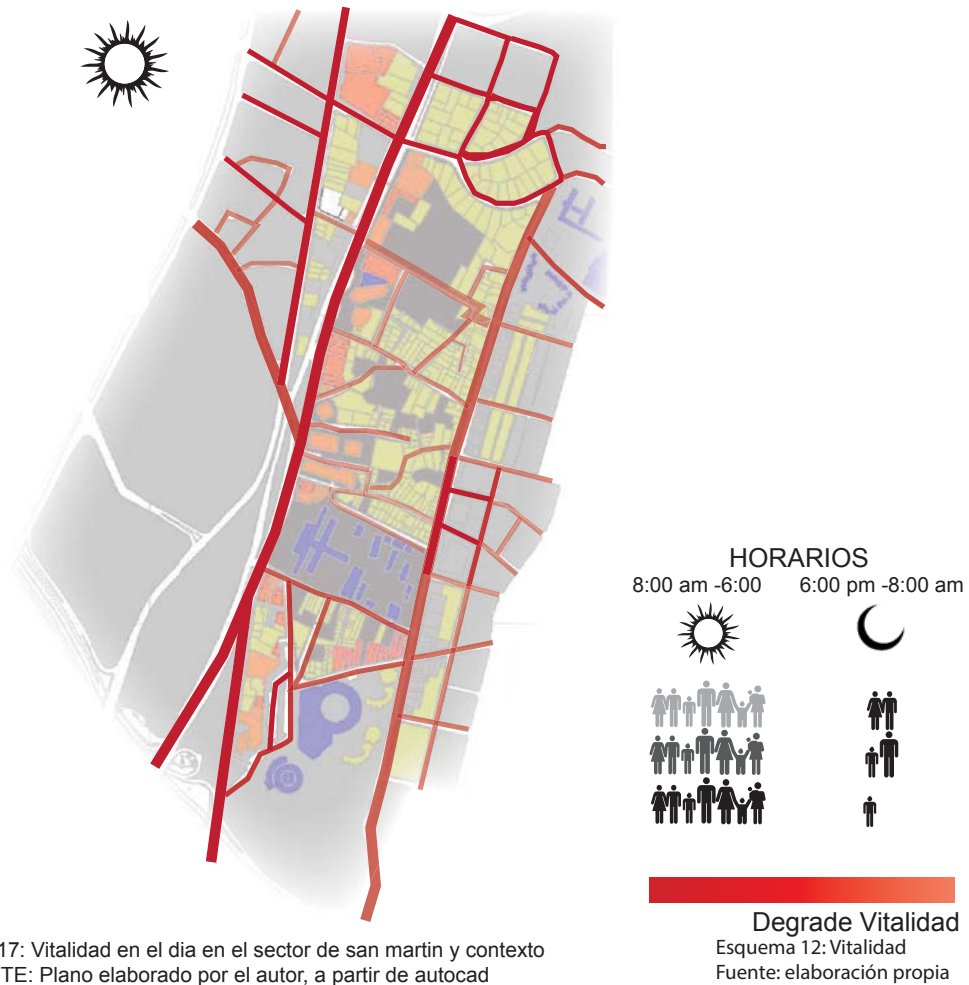 HORARIOS
8:00 am -6:00 6:00 pm -8:00 am
Degrade Vitalidad
Esquema 12: Vitalidad
Fuente: elaboración propia
17: Vitalidad en el dia en el sector de san martin y contexto
TE: Plano elaborado por el autor, a partir de autocad